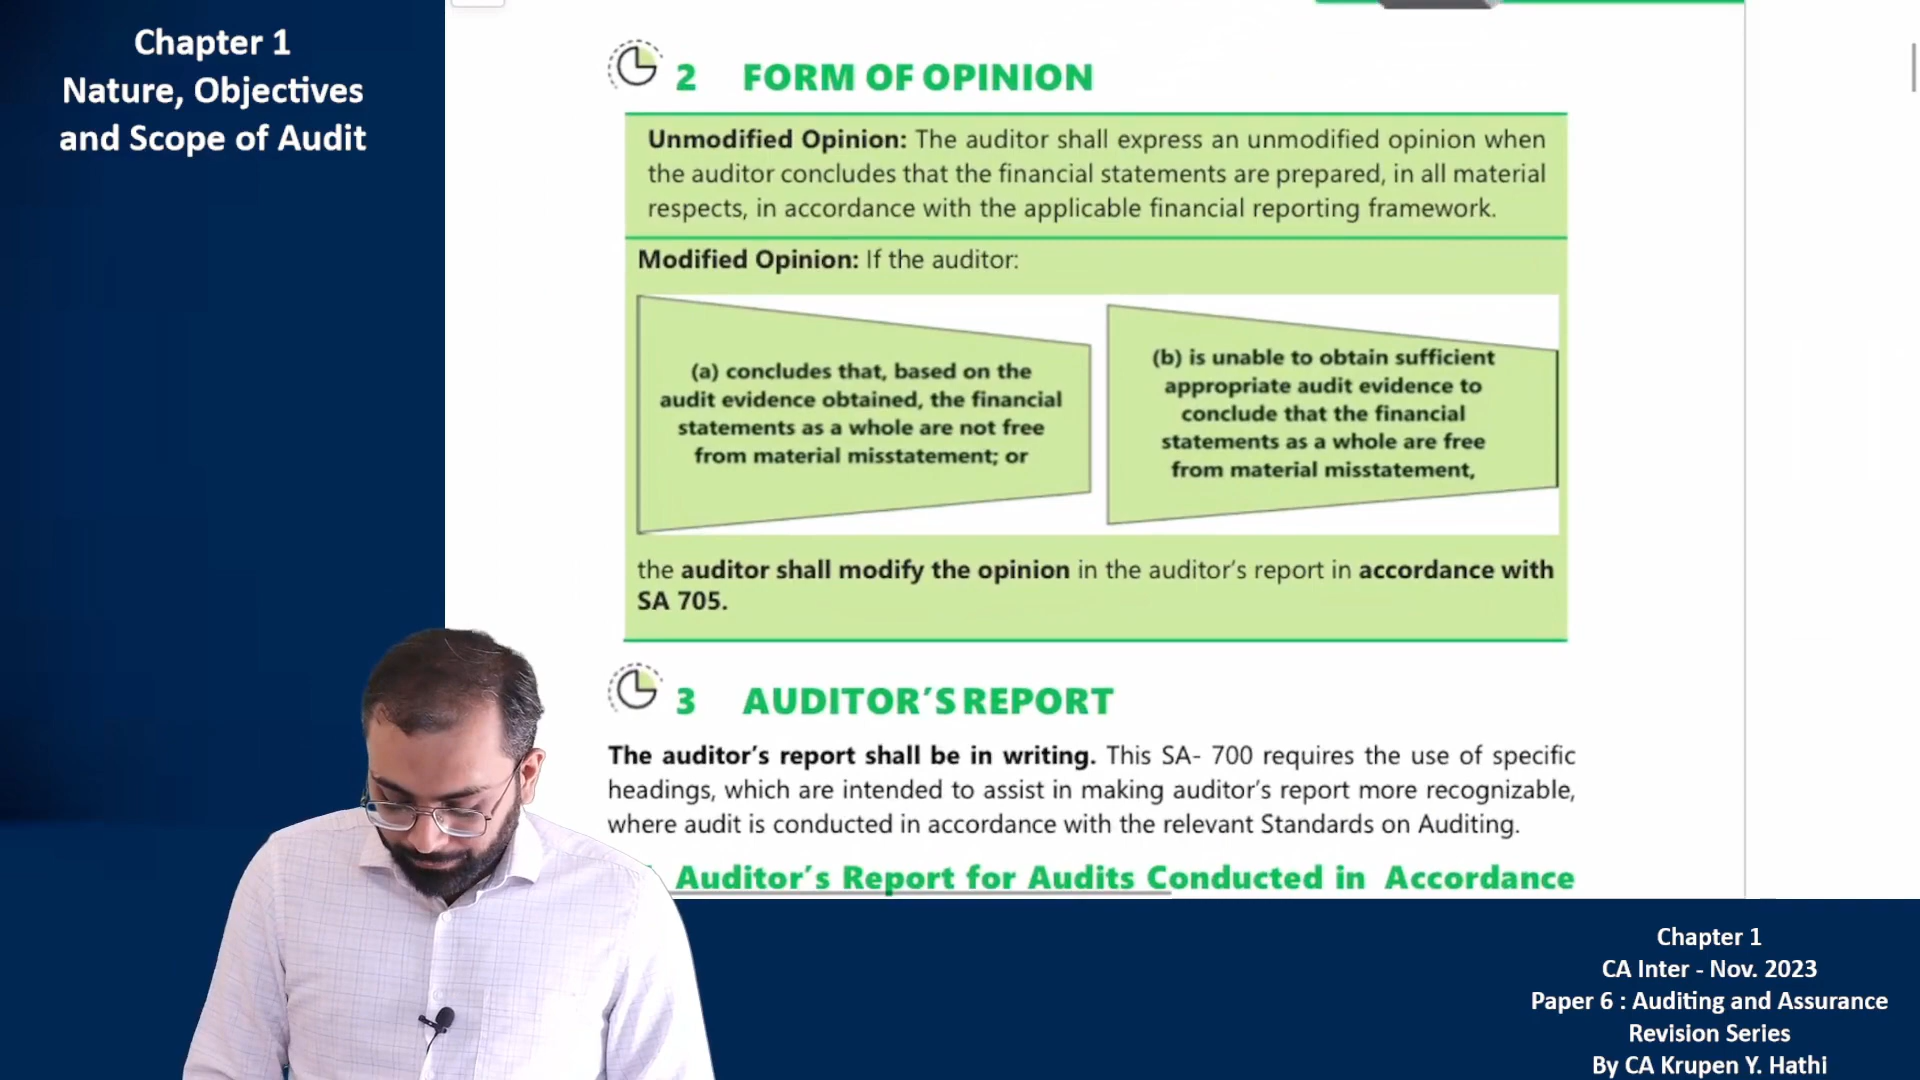 Chapter 1
Nature, Objectives
and Scope of Audit
2 FORM OF OPINION
Unmodified Opinion: The auditor shall express an unmodified opinion when
the auditor concludes that the financial statements are prepared, in all material
respects, in accordance with the applicable financial reporting framework.
Modified Opinion: If the auditor:
(a) concludes that, based on the
audit evidence obtained, the financial
statements as a whole are not free
from material misstatement; or
(b) is unable to obtain sufficient
appropriate audit evidence to
conclude that the financial
statements as a whole are free
from material misstatement,
the auditor shall modify the opinion in the auditor's report in accordance with
SA 705.
3 AUDITOR'S REPORT
The auditor's report shall be in writing. This SA- 700 requires the use of specific
headings, which are intended to assist in making auditor's report more recognizable,
where audit is conducted in accordance with the relevant Standards on Auditing.
Auditor's Report for Audits Conducted in Accordance
Chapter 1
CA Inter - Nov. 2023
Paper 6 : Auditing and Assurance
Revision Series
By CA Krupen Y. Hathi